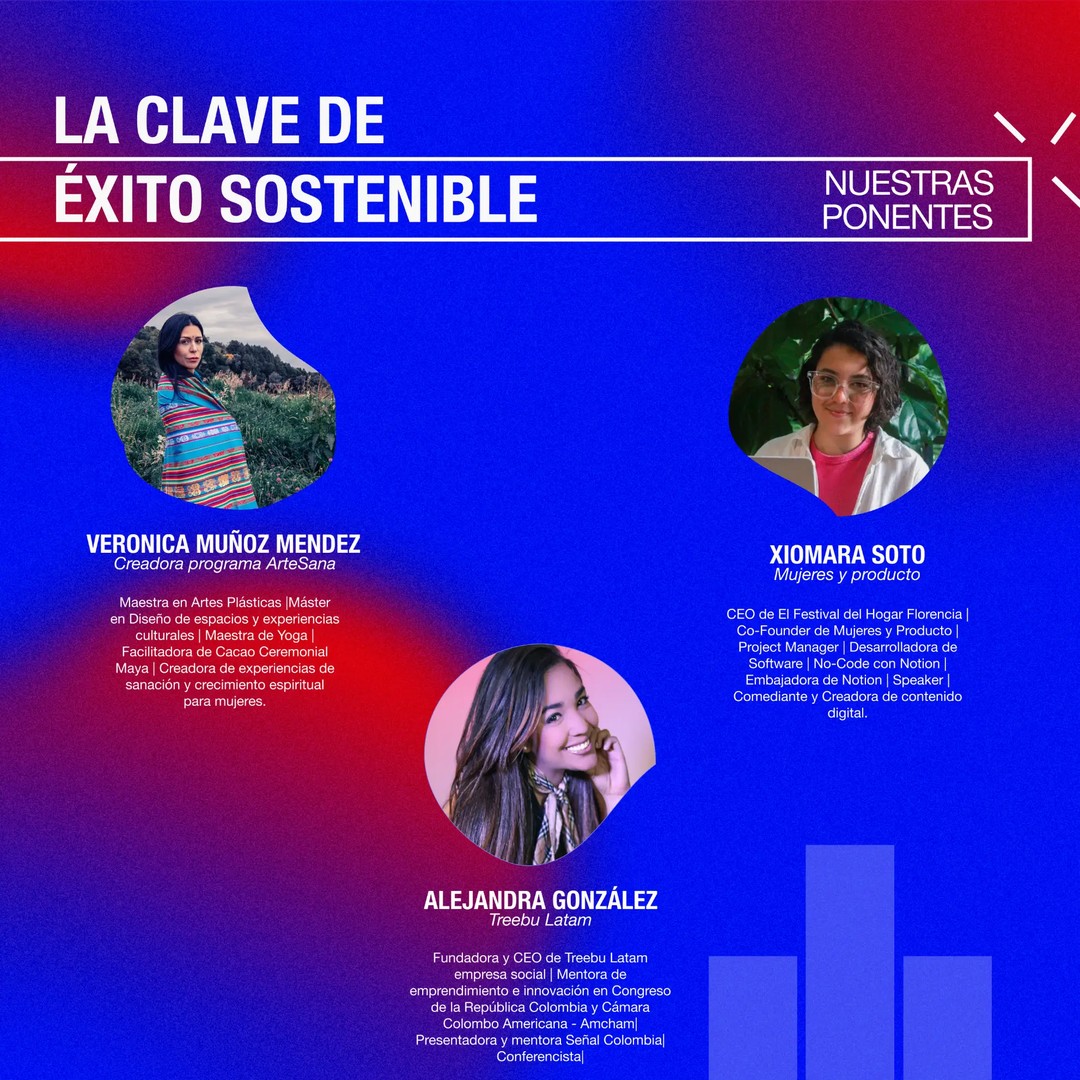 LA CLAVE DE
ÉXITO SOSTENIBLE
NUESTRAS
PONENTES
VERONICA MUÑOZ MENDEZ
Creadora programa ArteSana
Maestra en Artes Plásticas |Máster
en Diseño de espacios y experiencias
culturales | Maestra de Yoga |
Facilitadora de Cacao Ceremonial
Maya | Creadora de experiencias de
sanación y crecimiento espiritual
para mujeres.
XIOMARA SOTO
Mujeres y producto
CEO de El Festival del Hogar Florencia |
Co-Founder de Mujeres y Producto |
Project Manager | Desarrolladora de
Software | No-Code con Notion |
Embajadora de Notion | Speaker |
Comediante y Creadora de contenido
digital.
ALEJANDRA GONZÁLEZ
Treebu Latam
Fundadora y CEO de Treebu Latam
empresa social | Mentora de
emprendimiento e innovación en Congreso
de la República Colombia y Cámara
Colombo Americana - Amcham|
Presentadora y mentora Señal Colombia|
Conferencista|